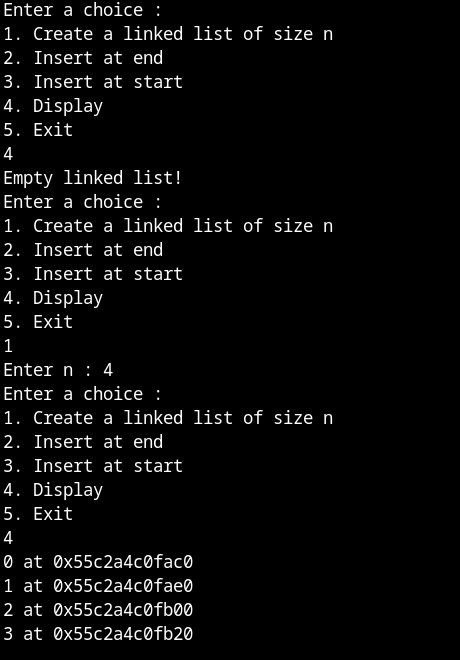 Enter a choice :
1. Create a linked list of size n
2. Insert at end
3. Insert at start
4. Display
5. Exit
4
Empty linked list!
Enter a choice :
1. Create a linked list of size n
2. Insert at end
3. Insert at start
4. Display
5. Exit
1
Enter n : 4
Enter a choice :
1. Create a linked list of size n
2. Insert at end
3. Insert at start
4. Display
5. Exit
4
0 at 0x55c2a4c0fac0
1 at 0x55c2a4c0fae0
2 at 0x55c2a4c0fb00
3 at 0x55c2a4c0fb20